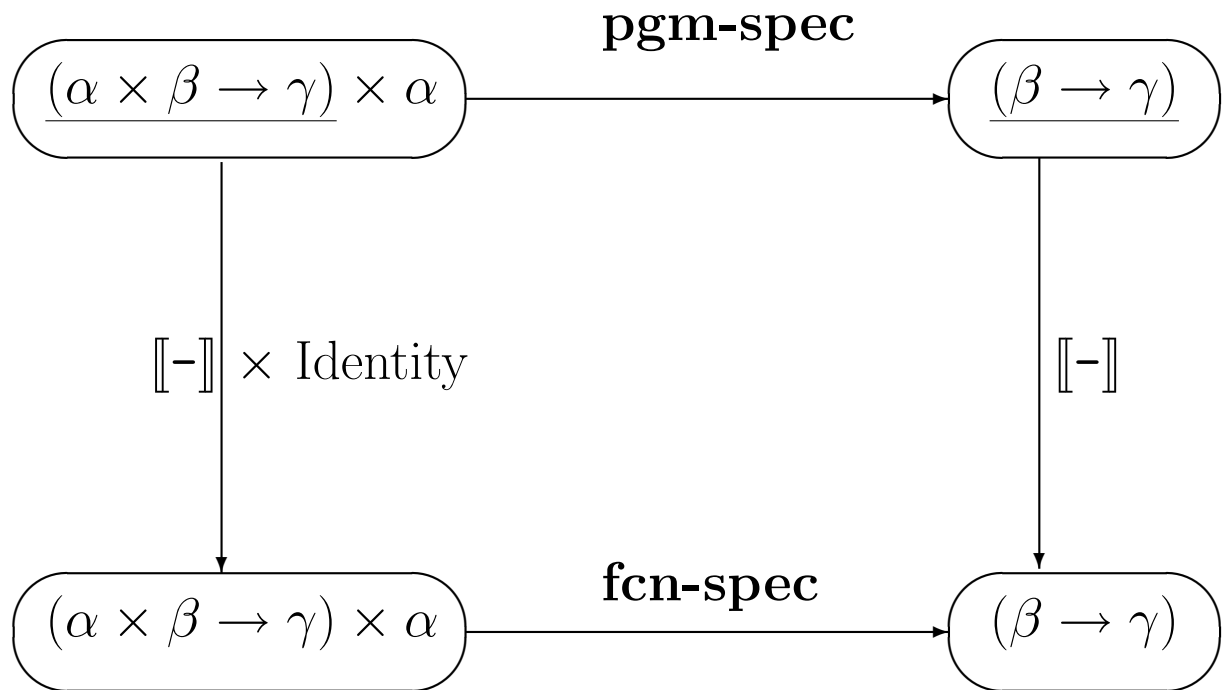 pgm-spec
(α × β → γ) × α
(β → γ)
⟦-⟧ × Identity
⟦-⟧
fcn-spec
(α × β → γ) × α
(β → γ)